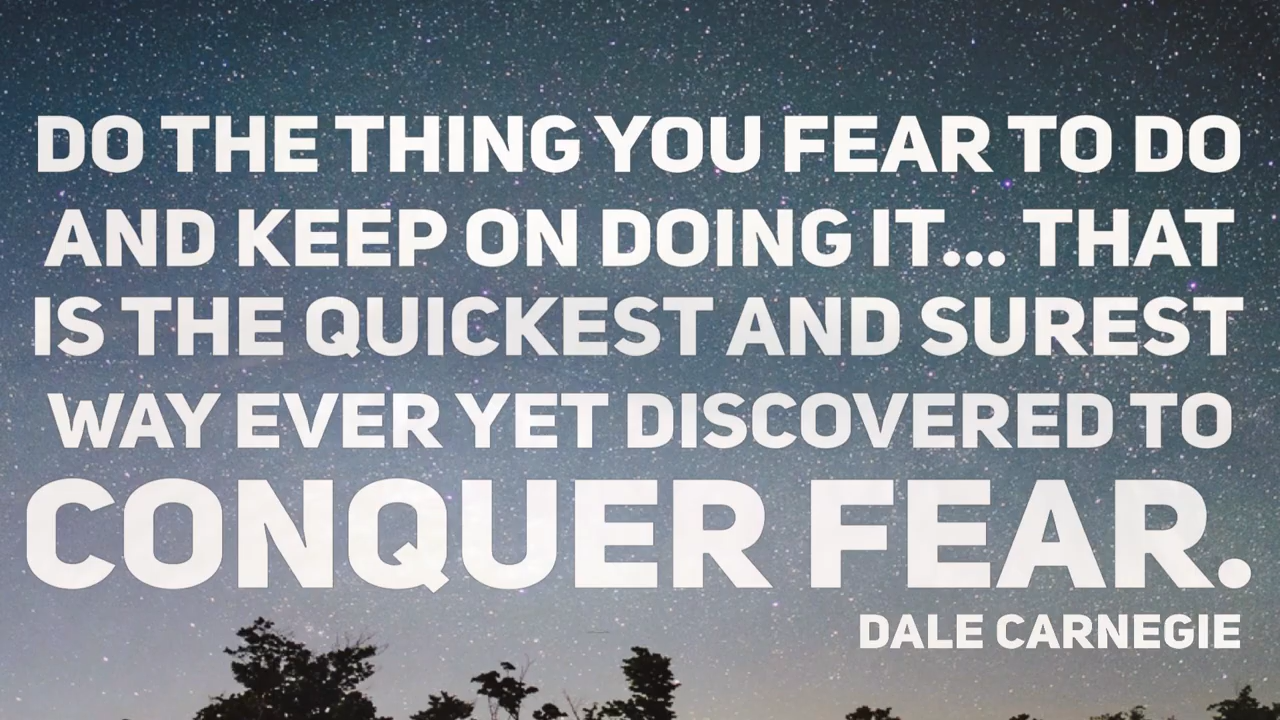 DO THE THING YOU FEAR TO DO
AND KEEP ON DOING IT... THAT
IS THE QUICKEST AND SUREST
WAY EVER YET DISCOVERED TO
CONQUER FEAR.
DALE CARNEGIE